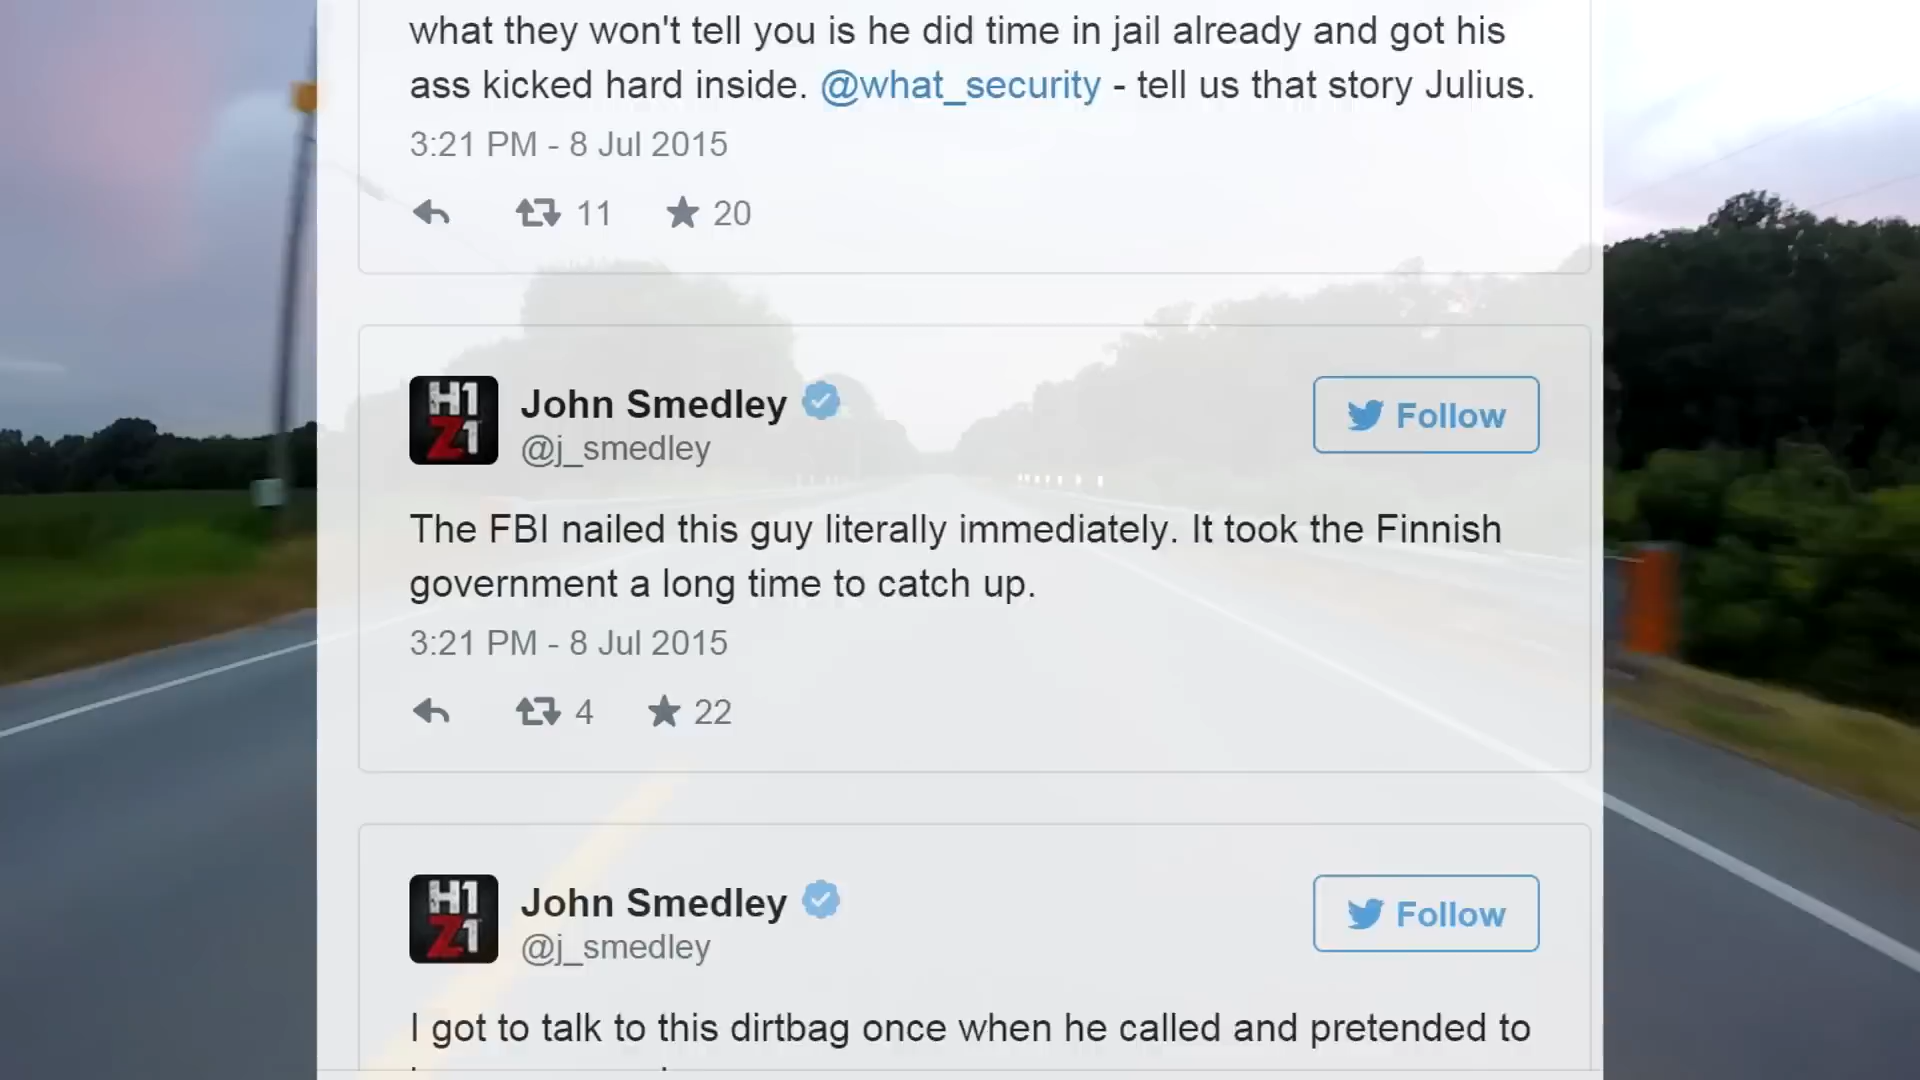 what they won't tell you is he did time in jail already and got his
ass kicked hard inside. @what_security - tell us that story Julius.
3:21 PM - 8 Jul 2015
11 20
H1Z1
John Smedley
@j_smedley
Follow
The FBI nailed this guy literally immediately. It took the Finnish
government a long time to catch up.
3:21 PM - 8 Jul 2015
4 22
H1Z1
John Smedley
@j_smedley
Follow
I got to talk to this dirtbag once when he called and pretended to